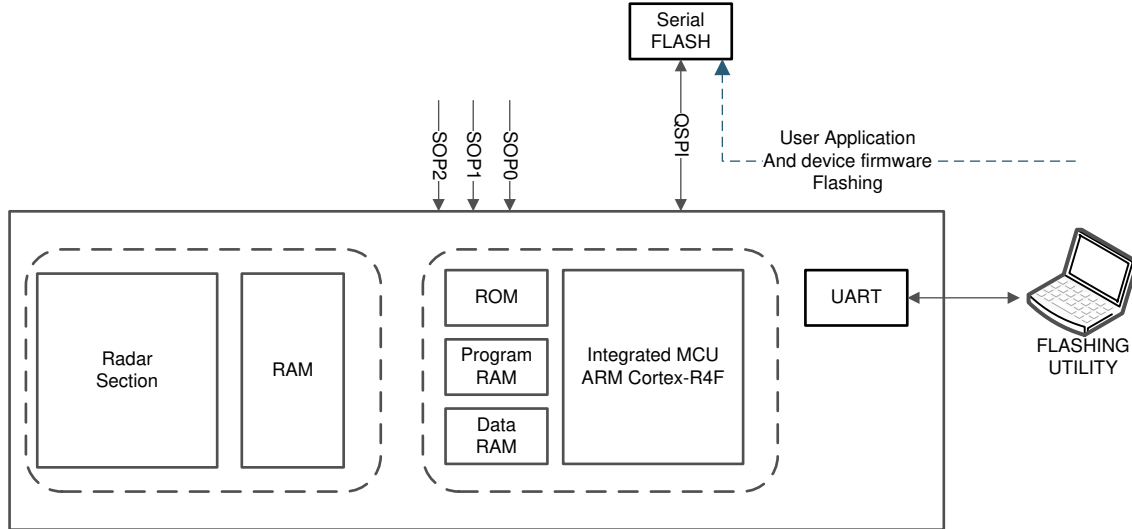 Serial
FLASH
SOP2
SOP1
SOP0
QSPI
User Application
And device firmware
Flashing
Radar
Section
RAM
ROM
Program
RAM
Data
RAM
Integrated MCU
ARM Cortex-R4F
UART
FLASHING
UTILITY